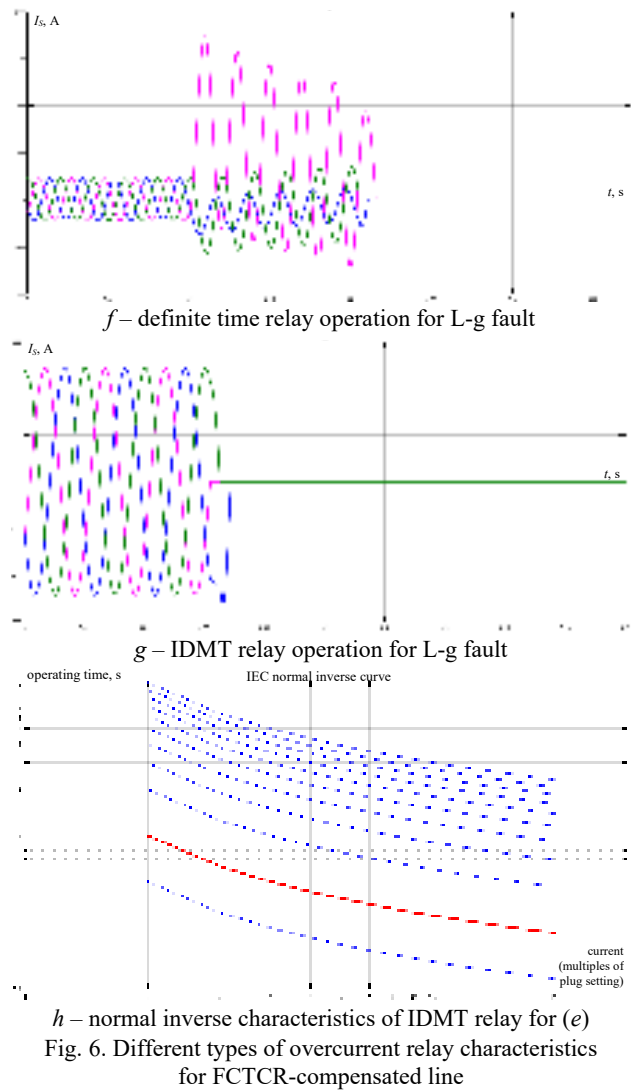 I_S, A
t, s
f – definite time relay operation for L-g fault
I_S, A
t, s
g – IDMT relay operation for L-g fault
operating time, s
IEC normal inverse curve
current
(multiples of
plug setting)
h – normal inverse characteristics of IDMT relay for (e)
Fig. 6. Different types of overcurrent relay characteristics
for FCTCR-compensated line